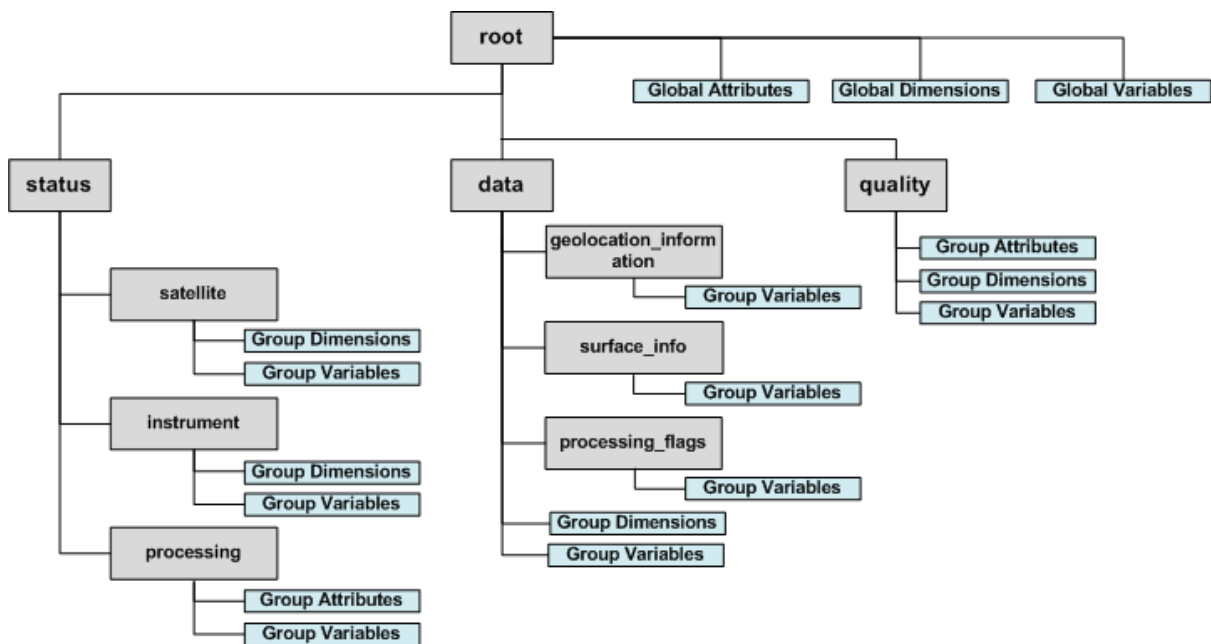 root
Global Attributes
Global Dimensions
Global Variables
status
data
quality
satellite
Group Dimensions
Group Variables
instrument
Group Dimensions
Group Variables
processing
Group Attributes
Group Variables
geolocation_inform
ation
Group Variables
surface_info
Group Variables
processing_flags
Group Variables
Group Dimensions
Group Variables
Group Attributes
Group Dimensions
Group Variables